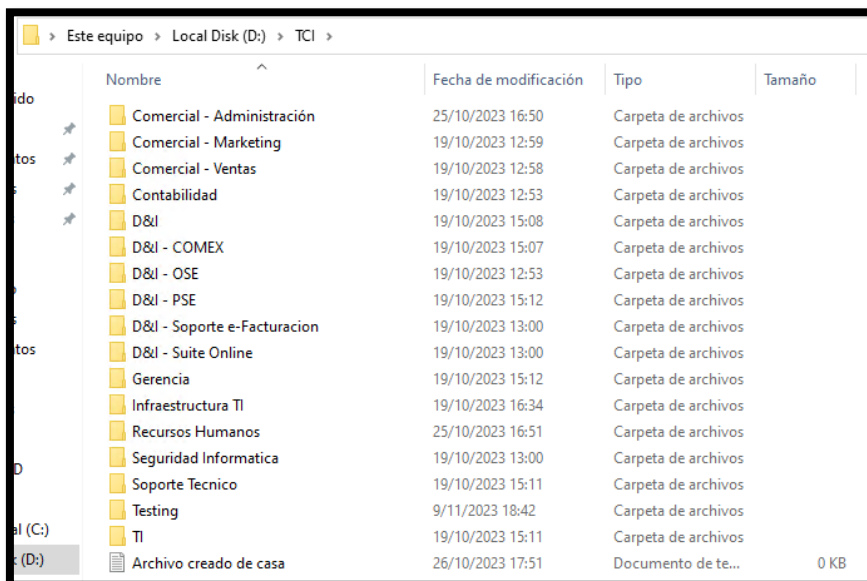 Este equipo > Local Disk (D:) > TCI >
Nombre Fecha de modificación Tipo Tamaño
ido
Comercial - Administración 25/10/2023 16:50 Carpeta de archivos
Comercial - Marketing 19/10/2023 12:59 Carpeta de archivos
tos Comercial - Ventas 19/10/2023 12:58 Carpeta de archivos
Contabilidad 19/10/2023 12:53 Carpeta de archivos
D&I 19/10/2023 15:08 Carpeta de archivos
D&I - COMEX 19/10/2023 15:07 Carpeta de archivos
D&I - OSE 19/10/2023 12:53 Carpeta de archivos
D&I - PSE 19/10/2023 15:12 Carpeta de archivos
D&I - Soporte e-Facturacion 19/10/2023 13:00 Carpeta de archivos
tos D&I - Suite Online 19/10/2023 13:00 Carpeta de archivos
Gerencia 19/10/2023 15:12 Carpeta de archivos
Infraestructura TI 19/10/2023 16:34 Carpeta de archivos
Recursos Humanos 25/10/2023 16:51 Carpeta de archivos
D Seguridad Informatica 19/10/2023 13:00 Carpeta de archivos
Soporte Tecnico 19/10/2023 15:11 Carpeta de archivos
Testing 9/11/2023 18:42 Carpeta de archivos
al (C:) TI 19/10/2023 15:11 Carpeta de archivos
(D:) Archivo creado de casa 26/10/2023 17:51 Documento de te... 0 KB